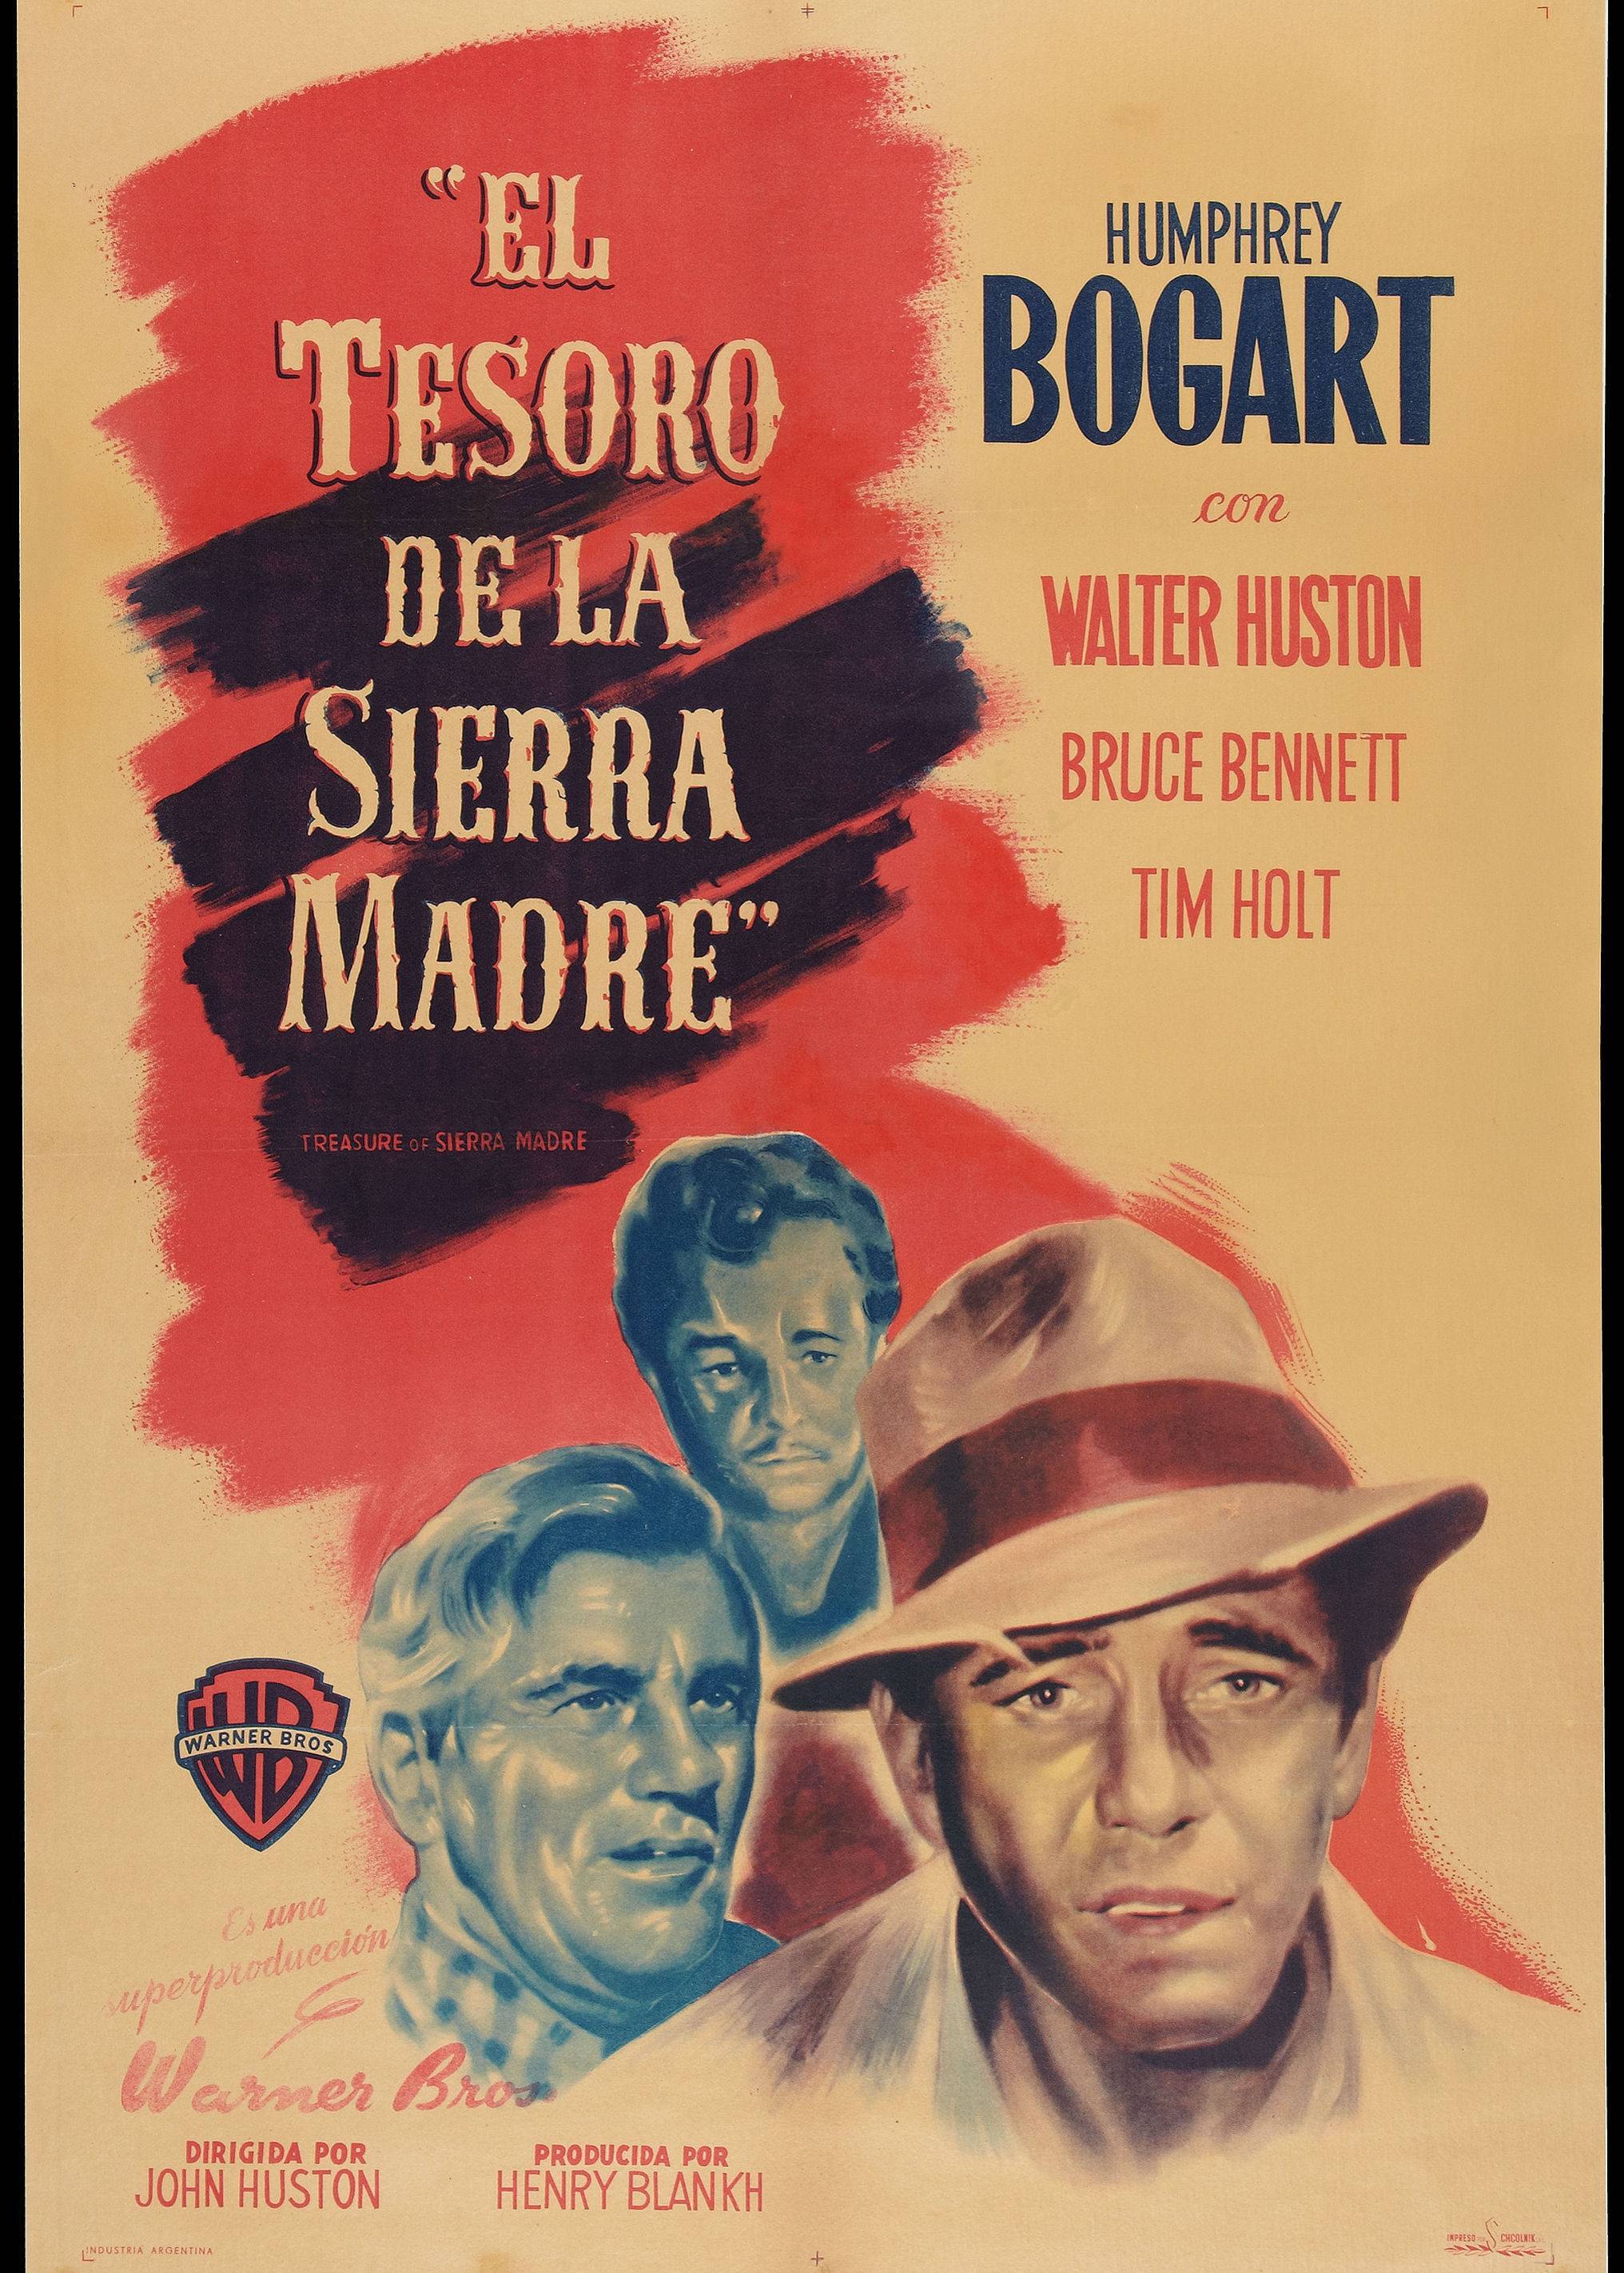 “EL
TESORO
DE LA
SIERRA
MADRE”
TREASURE OF SIERRA MADRE
HUMPHREY
BOGART
con
WALTER HUSTON
BRUCE BENNETT
TIM HOLT
WB
WARNER BROS
Es una
superproducción
Warner Bros
DIRIGIDA POR
JOHN HUSTON
PRODUCIDA POR
HENRY BLANKH
INDUSTRIA ARGENTINA
IMPRESO POR SCHCOLNIK